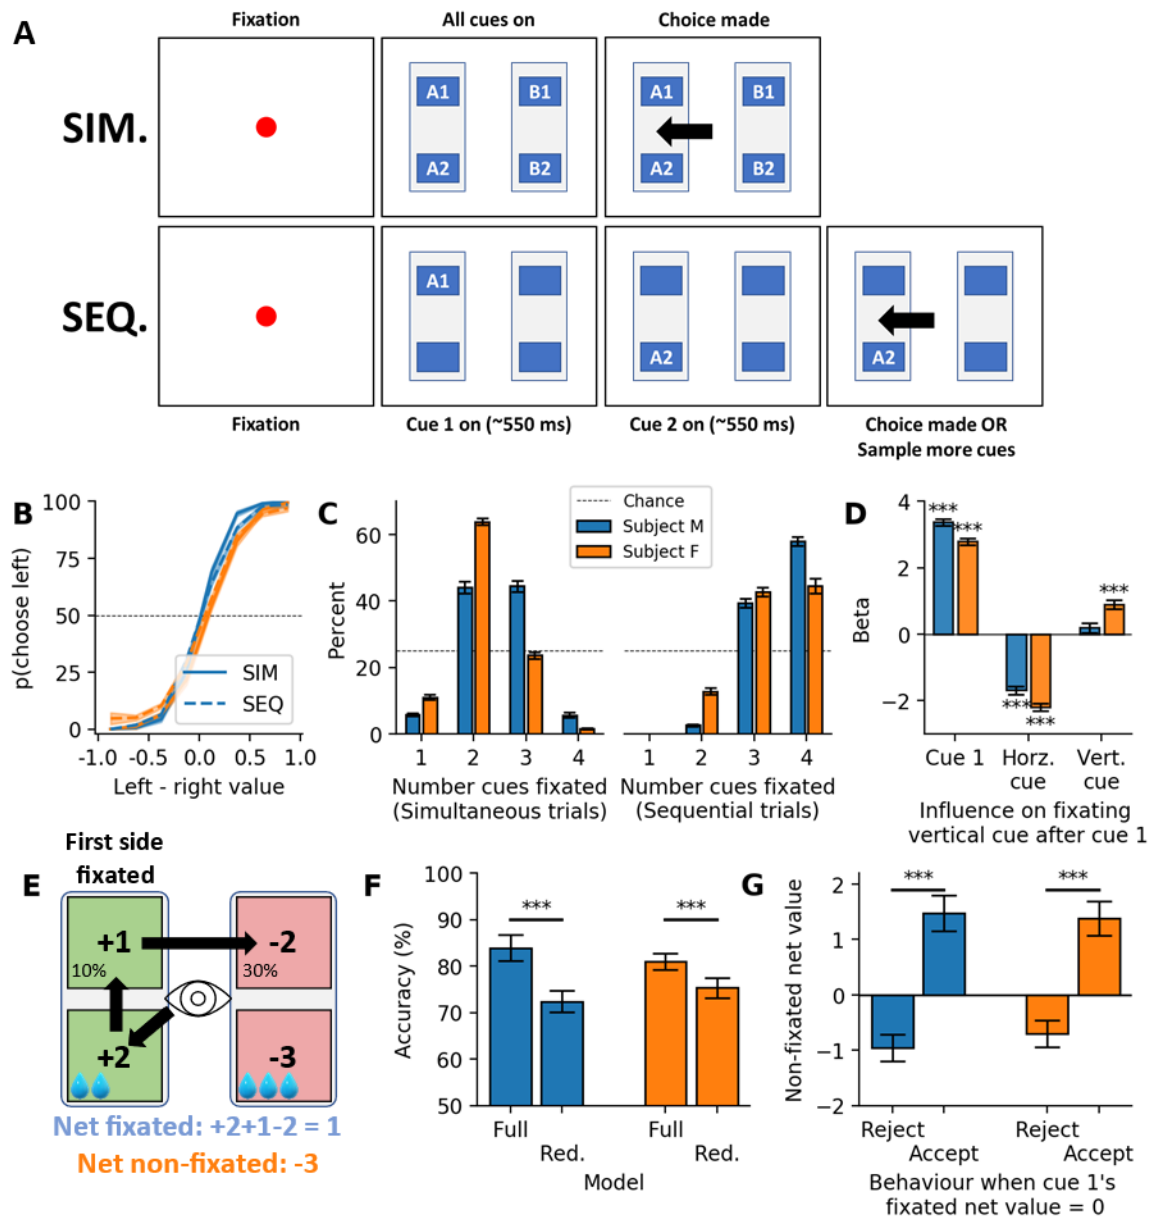 A
Fixation
All cues on
Choice made
SIM.
A1
B1
A2
B2
A1
B1
A2
B2
SEQ.
A1
A2
A2
Fixation
Cue 1 on (~550 ms)
Cue 2 on (~550 ms)
Choice made OR
Sample more cues
B
p(choose left)
100
75
50
25
0
SIM
SEQ
-1.0
-0.5
0.0
0.5
1.0
Left - right value
C
Percent
60
40
20
0
Chance
Subject M
Subject F
1
2
3
4
Number cues fixated
(Simultaneous trials)
1
2
3
4
Number cues fixated
(Sequential trials)
D
Beta
4
2
0
−2
***
***
***
***
***
Cue 1
Horz.
cue
Vert.
cue
Influence on fixating
vertical cue after cue 1
E
First side
fixated
+1
10%
-2
30%
+2
-3
Net fixated: +2+1-2 = 1
Net non-fixated: -3
F
Accuracy (%)
100
90
80
70
60
50
***
***
Full
Red.
Full
Red.
Model
G
Non-fixated net value
2
1
0
−1
−2
***
***
Reject
Accept
Reject
Accept
Behaviour when cue 1's
fixated net value = 0